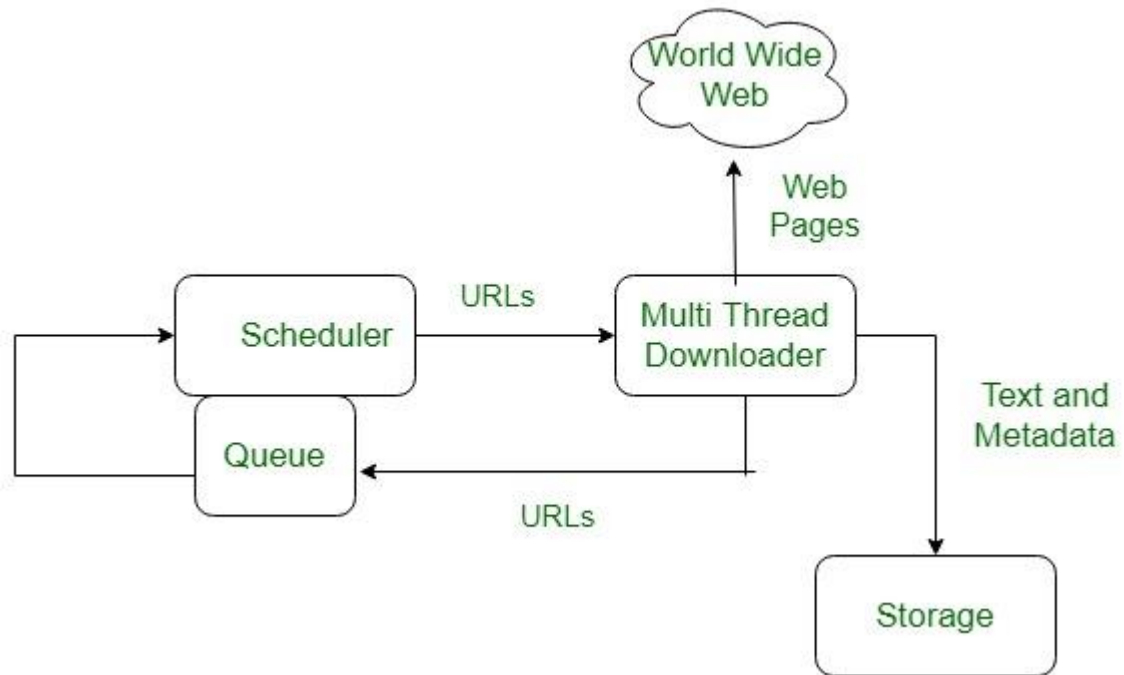 World Wide
Web
Web
Pages
URLs
Scheduler
Multi Thread
Downloader
Text and
Metadata
Queue
URLs
Storage